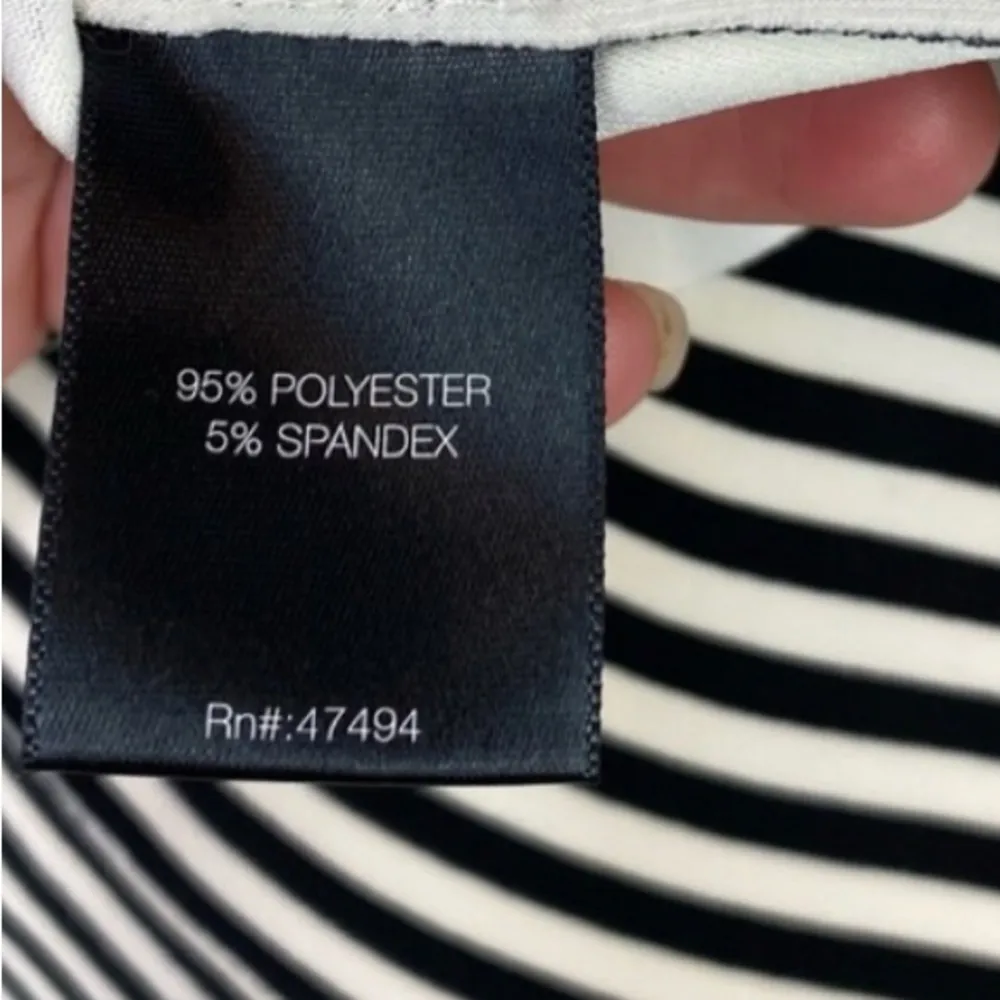 95% POLYESTER
5% SPANDEX
Rn#:47494